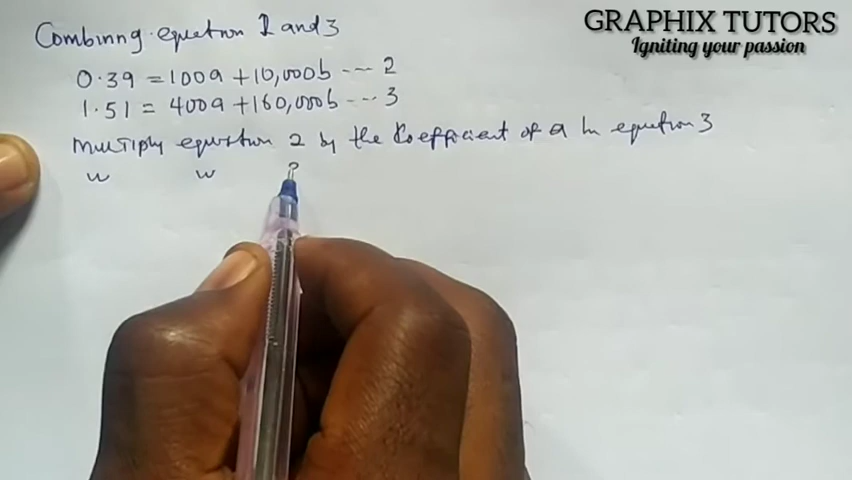 GRAPHIX TUTORS
Igniting your passion
Combinng equation 2 and 3
0.39 = 100a + 10,000b --- 2
1.51 = 400a + 160,000b --- 3
Multiply equation 2 by the Coefficient of a in equation 3
" "